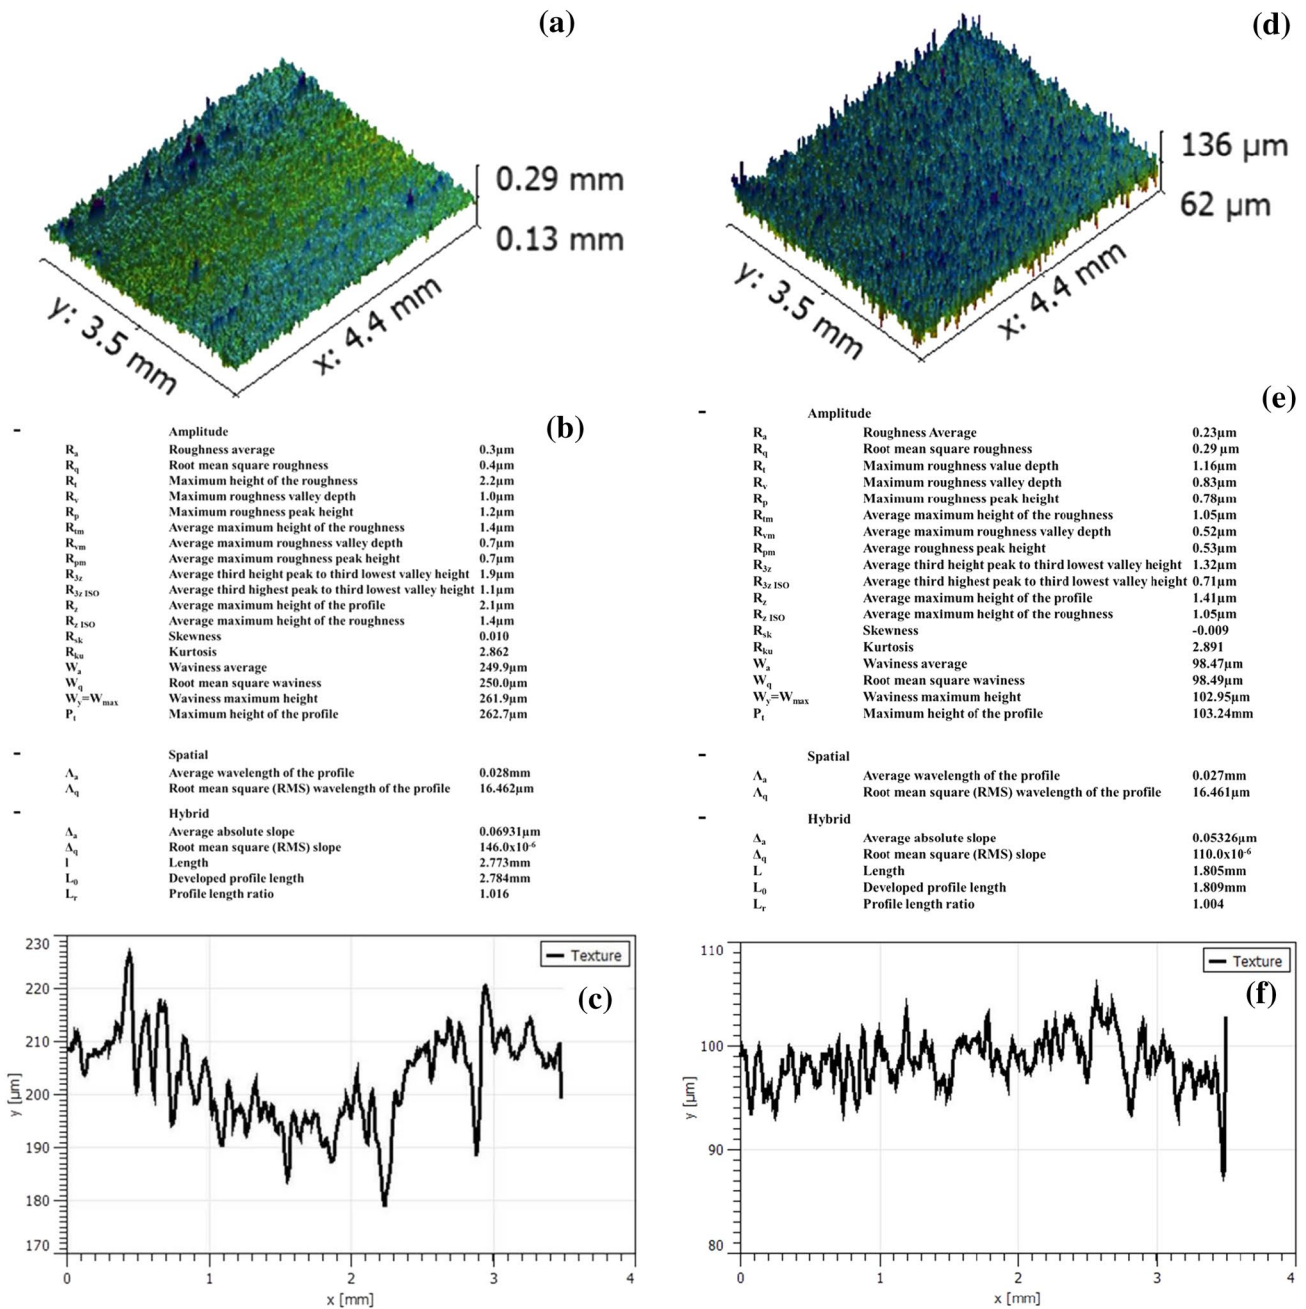 (a)
0.29 mm
0.13 mm
y: 3.5 mm
x: 4.4 mm
(d)
136 µm
62 µm
y: 3.5 mm
x: 4.4 mm
(b)
- Amplitude
Ra Roughness average 0.3µm
Rq Root mean square roughness 0.4µm
Rt Maximum height of the roughness 2.2µm
Rv Maximum roughness valley depth 1.0µm
Rp Maximum roughness peak height 1.2µm
Rtm Average maximum height of the roughness 1.4µm
Rvm Average maximum roughness valley depth 0.7µm
Rpm Average maximum roughness peak height 0.7µm
R3z Average third height peak to third lowest valley height 1.9µm
R3z ISO Average third highest peak to third lowest valley height 1.1µm
Rz Average maximum height of the profile 2.1µm
Rz ISO Average maximum height of the roughness 1.4µm
Rsk Skewness 0.010
Rku Kurtosis 2.862
Wa Waviness average 249.9µm
Wq Root mean square waviness 250.0µm
Wy=Wmax Waviness maximum height 261.9µm
Pt Maximum height of the profile 262.7µm
- Spatial
Λa Average wavelength of the profile 0.028mm
Λq Root mean square (RMS) wavelength of the profile 16.462µm
- Hybrid
Δa Average absolute slope 0.06931µm
Δq Root mean square (RMS) slope 146.0x10-6
l Length 2.773mm
L0 Developed profile length 2.784mm
Lr Profile length ratio 1.016
(e)
- Amplitude
Ra Roughness Average 0.23µm
Rq Root mean square roughness 0.29 µm
Rt Maximum roughness value depth 1.16µm
Rv Maximum roughness valley depth 0.83µm
Rp Maximum roughness peak height 0.78µm
Rtm Average maximum height of the roughness 1.05µm
Rvm Average maximum roughness valley depth 0.52µm
Rpm Average roughness peak height 0.53µm
R3z Average third height peak to third lowest valley height 1.32µm
R3z ISO Average third highest peak to third lowest valley height 0.71µm
Rz Average maximum height of the profile 1.41µm
Rz ISO Average maximum height of the roughness 1.05µm
Rsk Skewness -0.009
Rku Kurtosis 2.891
Wa Waviness average 98.47µm
Wq Root mean square waviness 98.49µm
Wy=Wmax Waviness maximum height 102.95µm
Pt Maximum height of the profile 103.24mm
- Spatial
Λa Average wavelength of the profile 0.027mm
Λq Root mean square (RMS) wavelength of the profile 16.461µm
- Hybrid
Δa Average absolute slope 0.05326µm
Δq Root mean square (RMS) slope 110.0x10-6
L Length 1.805mm
L0 Developed profile length 1.809mm
Lr Profile length ratio 1.004
Texture
(c)
230
220
210
200
190
180
170
y [µm]
0 1 2 3 4
x [mm]
Texture
(f)
110
100
90
80
y [µm]
0 1 2 3 4
x [mm]